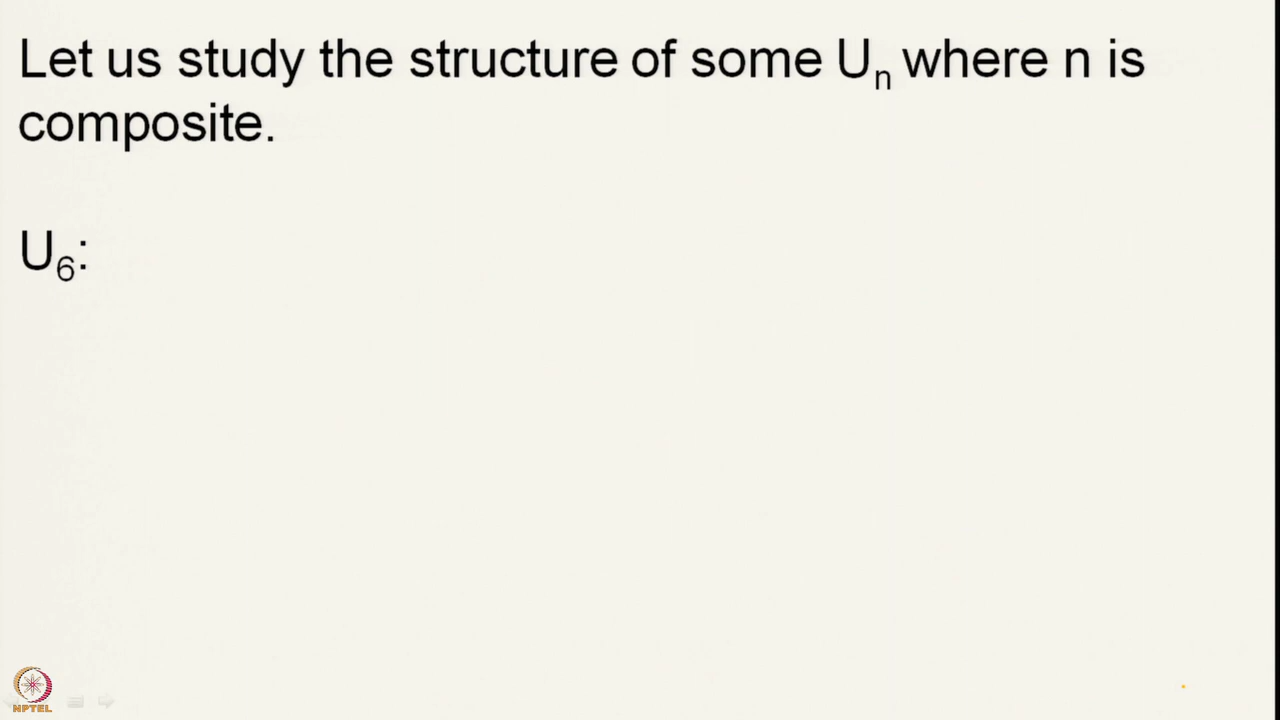 Let us study the structure of some Uₙ where n is
composite.
U₆:
NPTEL